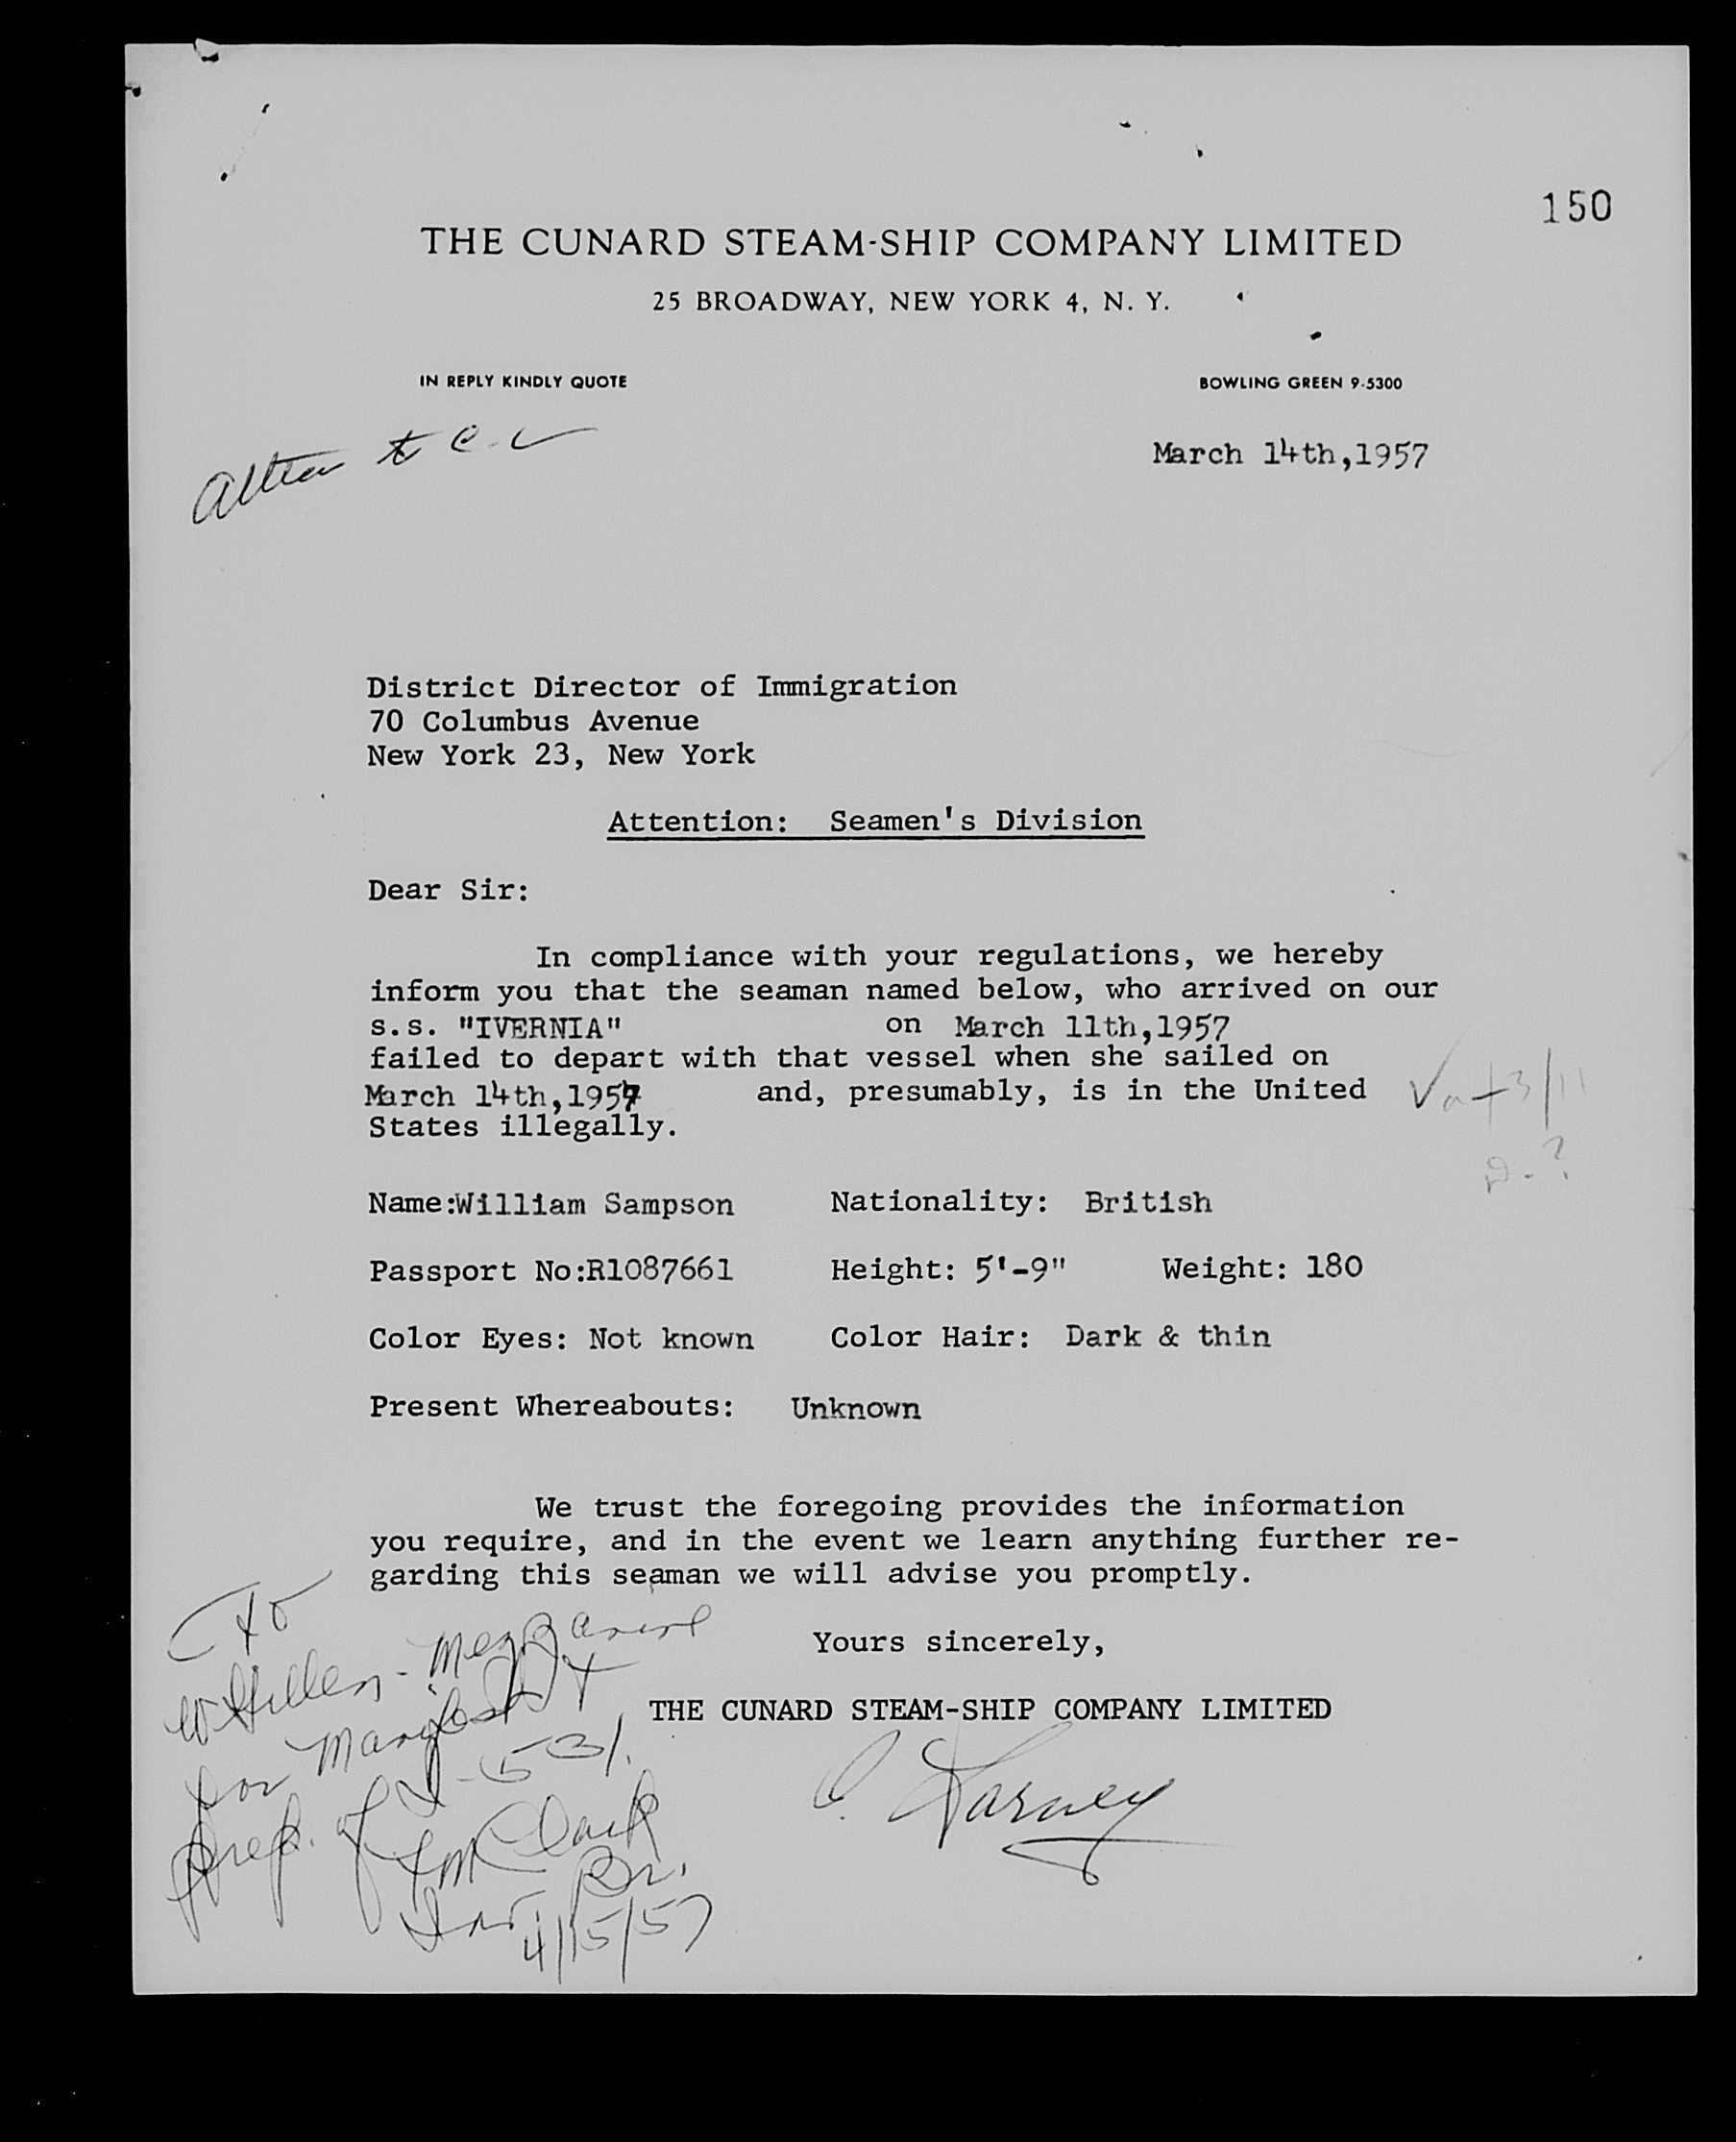 150
THE CUNARD STEAM-SHIP COMPANY LIMITED
25 BROADWAY, NEW YORK 4, N. Y.
IN REPLY KINDLY QUOTE
BOWLING GREEN 9-5300
March 14th,1957
District Director of Immigration
70 Columbus Avenue
New York 23, New York
Attention: Seamen's Division
Dear Sir:
In compliance with your regulations, we hereby
inform you that the seaman named below, who arrived on our
s.s. "IVERNIA" on March 11th,1957
failed to depart with that vessel when she sailed on
March 14th,1957 and, presumably, is in the United
States illegally.
Name:William Sampson Nationality: British
Passport No:R1087661 Height: 5'-9" Weight: 180
Color Eyes: Not known Color Hair: Dark & thin
Present Whereabouts: Unknown
We trust the foregoing provides the information
you require, and in the event we learn anything further re-
garding this seaman we will advise you promptly.
Yours sincerely,
THE CUNARD STEAM-SHIP COMPANY LIMITED
for Manifest
prep. of I-531.
Clark
4/15/57